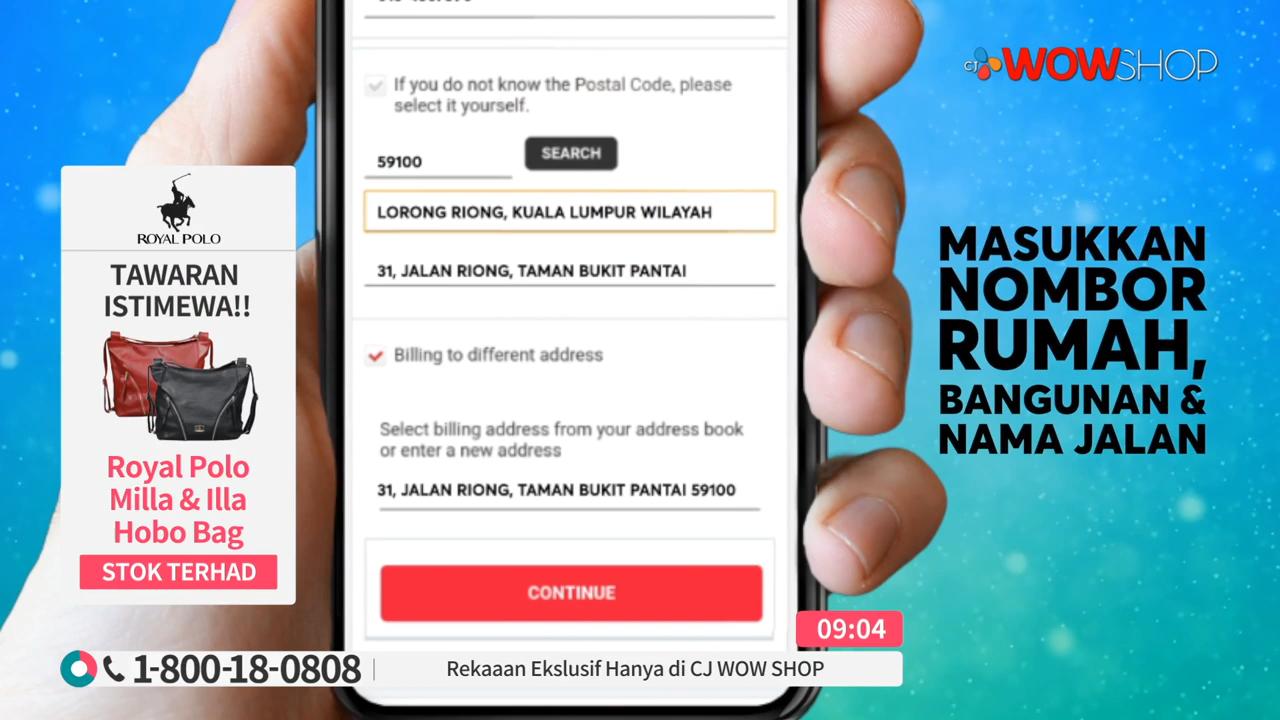 If you do not know the Postal Code, please
select it yourself.
59100
SEARCH
LORONG RIONG, KUALA LUMPUR WILAYAH
31, JALAN RIONG, TAMAN BUKIT PANTAI
Billing to different address
Select billing address from your address book
or enter a new address
31, JALAN RIONG, TAMAN BUKIT PANTAI 59100
CONTINUE
CJ WOWSHOP
MASUKKAN
NOMBOR
RUMAH,
BANGUNAN &
NAMA JALAN
ROYAL POLO
TAWARAN
ISTIMEWA!!
Royal Polo
Milla & Illa
Hobo Bag
STOK TERHAD
09:04
1-800-18-0808
Rekaaan Ekslusif Hanya di CJ WOW SHOP